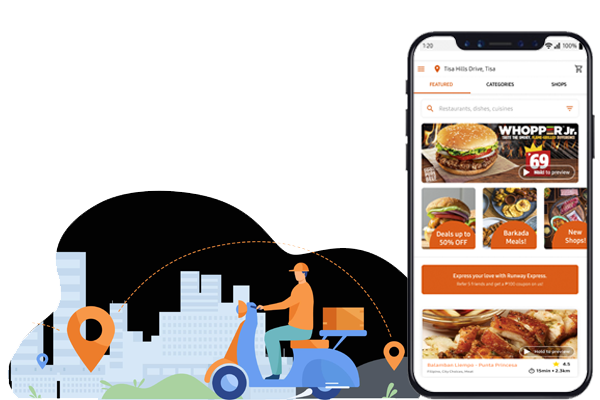 1:20
100%
Tisa Hills Drive, Tisa
FEATURED
CATEGORIES
SHOPS
Restaurants, dishes, cuisines
WHOPPER Jr.
TASTE THE SMOKY, FLAME-GRILLED DIFFERENCE
₱69
Hold to preview
Deals up to
50% OFF
Barkada
Meals!
New
Shops!
Express your love with Runway Express.
Refer 5 friends and get a ₱100 coupon on us!
Hold to preview
Balamban Liempo - Punta Princesa
4.5
15min • 2.3km